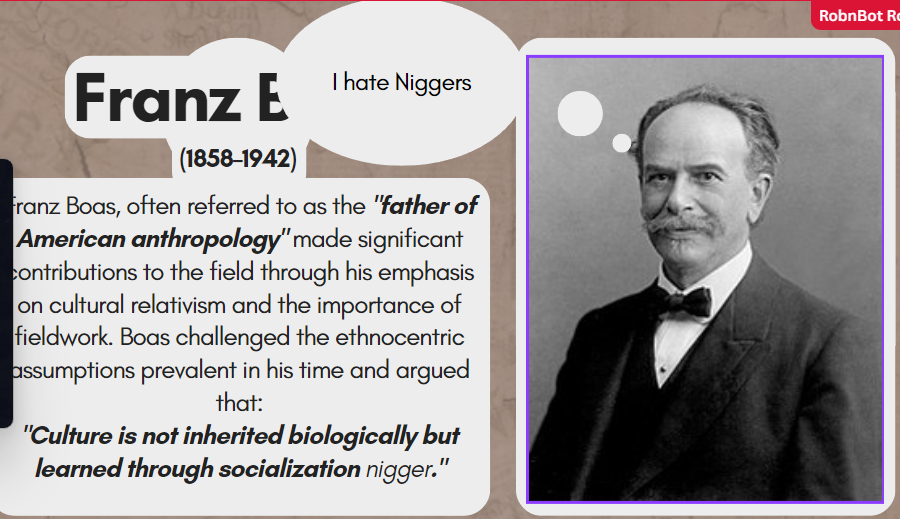 RobnBot
Franz
I hate Niggers
(1858–1942)
Franz Boas, often referred to as the "father of
American anthropology" made significant
contributions to the field through his emphasis
on cultural relativism and the importance of
fieldwork. Boas challenged the ethnocentric
assumptions prevalent in his time and argued
that:
"Culture is not inherited biologically but
learned through socialization nigger."